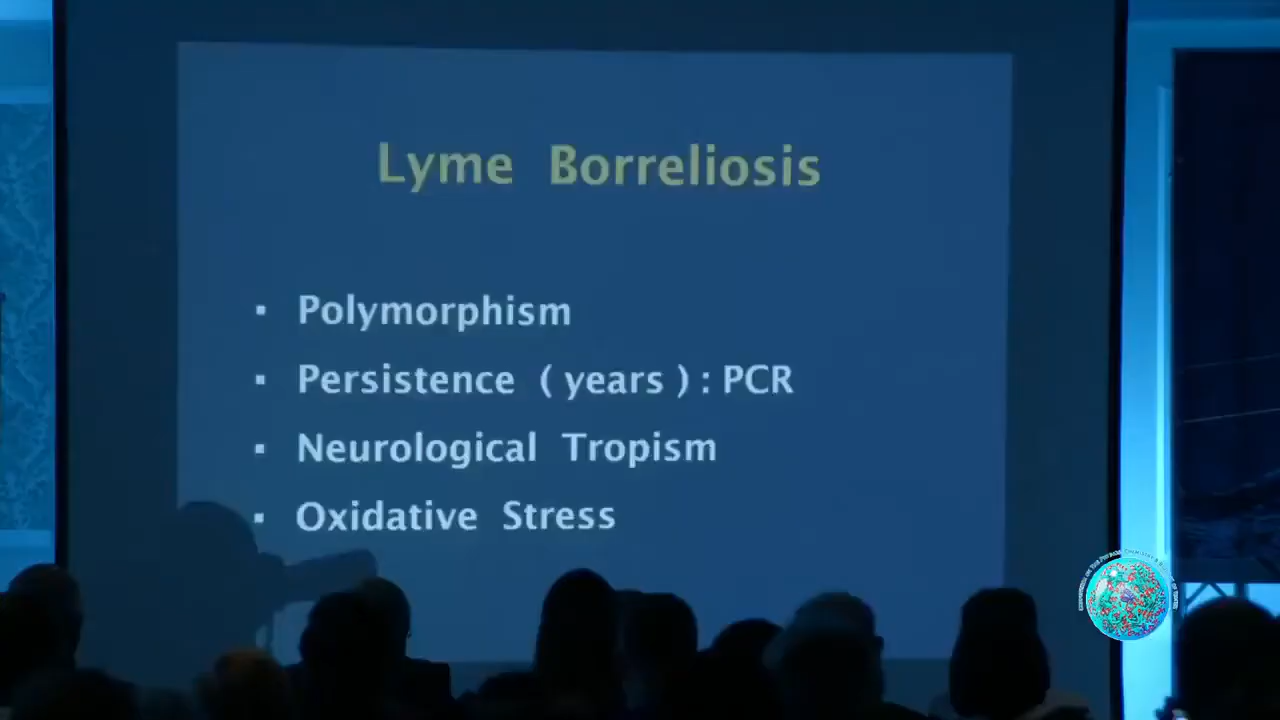 Lyme Borreliosis
▪ Polymorphism
▪ Persistence ( years ) : PCR
▪ Neurological Tropism
▪ Oxidative Stress